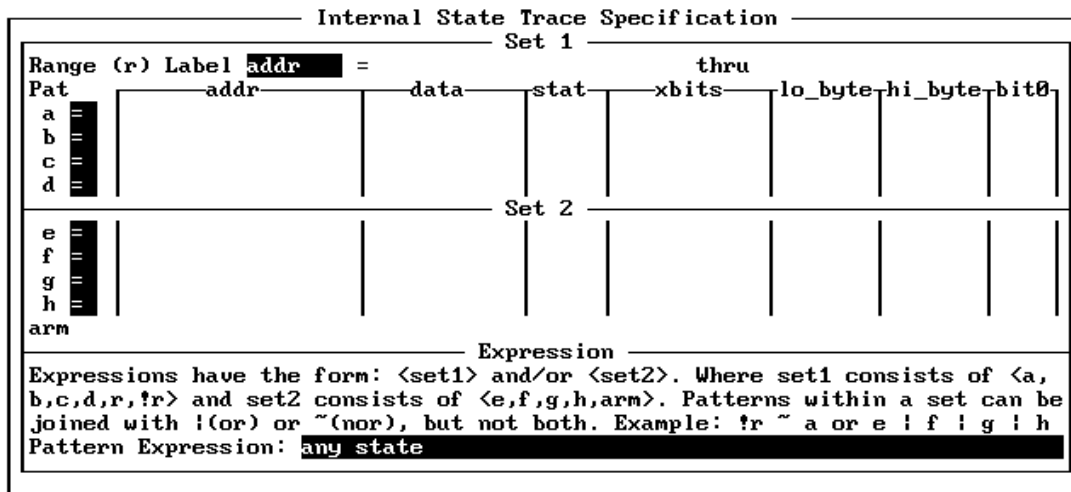 Internal State Trace Specification
Set 1
Range (r) Label addr = thru
Pat addr data stat xbits lo_byte hi_byte bit0
a =
b =
c =
d =
Set 2
e =
f =
g =
h =
arm
Expression
Expressions have the form: <set1> and/or <set2>. Where set1 consists of <a,
b,c,d,r,!r> and set2 consists of <e,f,g,h,arm>. Patterns within a set can be
joined with |(or) or ~(nor), but not both. Example: !r ~ a or e | f | g | h
Pattern Expression: any state